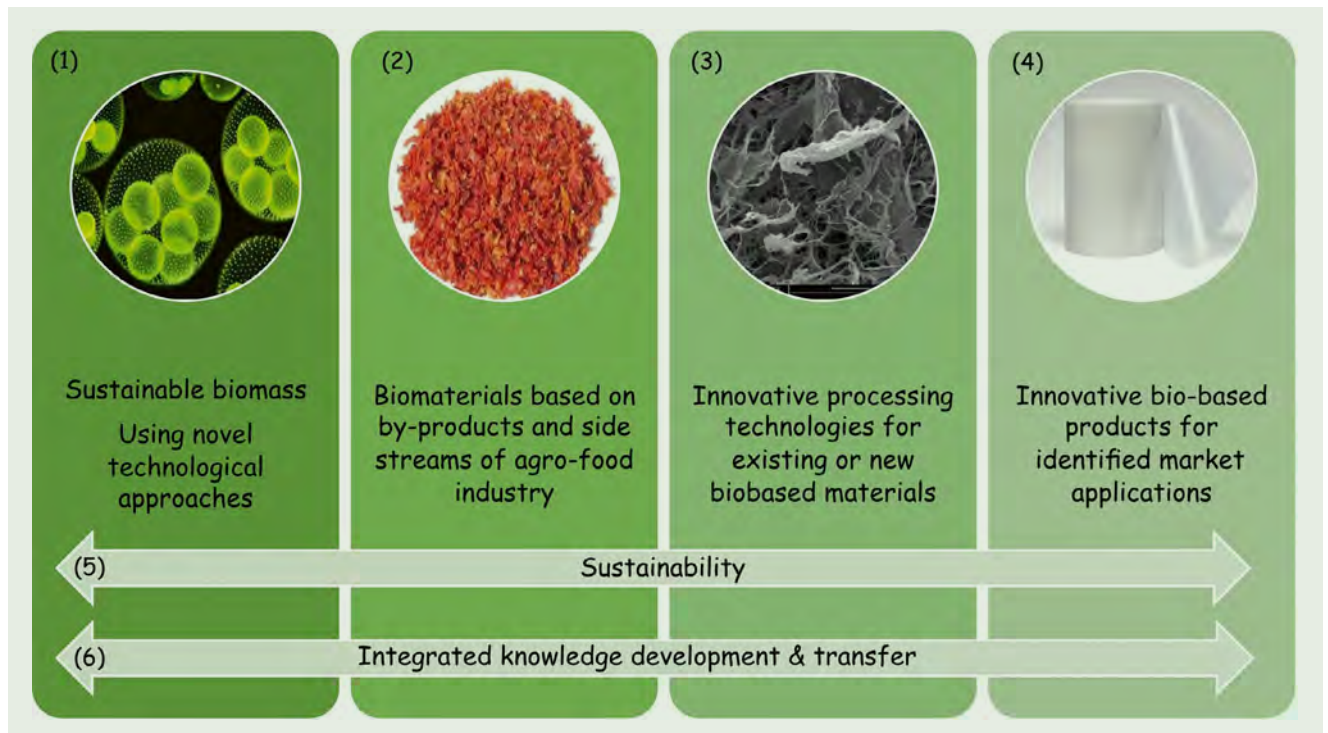 (1)
Sustainable biomass
Using novel
technological
approaches
(2)
Biomaterials based on
by-products and side
streams of agro-food
industry
(3)
Innovative processing
technologies for
existing or new
biobased materials
(4)
Innovative bio-based
products for
identified market
applications
(5) Sustainability
(6) Integrated knowledge development & transfer